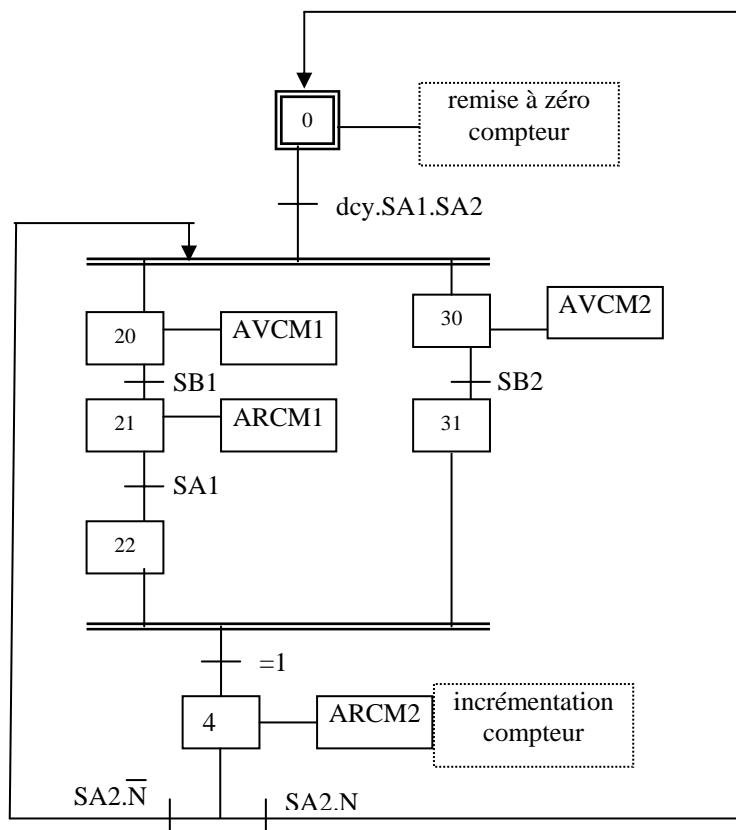 0
remise à zéro
compteur
dcy.SA1.SA2
20
AVCM1
30
AVCM2
SB1
SB2
21
ARCM1
31
SA1
22
=1
4
ARCM2
incrémentation
compteur
SA2.N̅
SA2.N